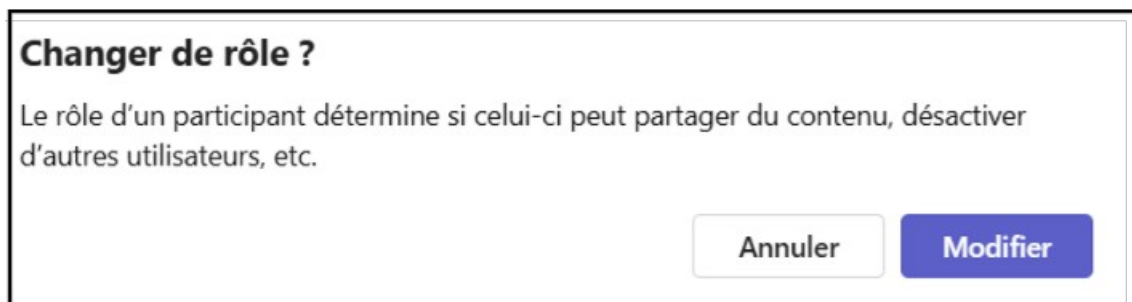 Changer de rôle ?
Le rôle d’un participant détermine si celui-ci peut partager du contenu, désactiver
d’autres utilisateurs, etc.
Annuler
Modifier